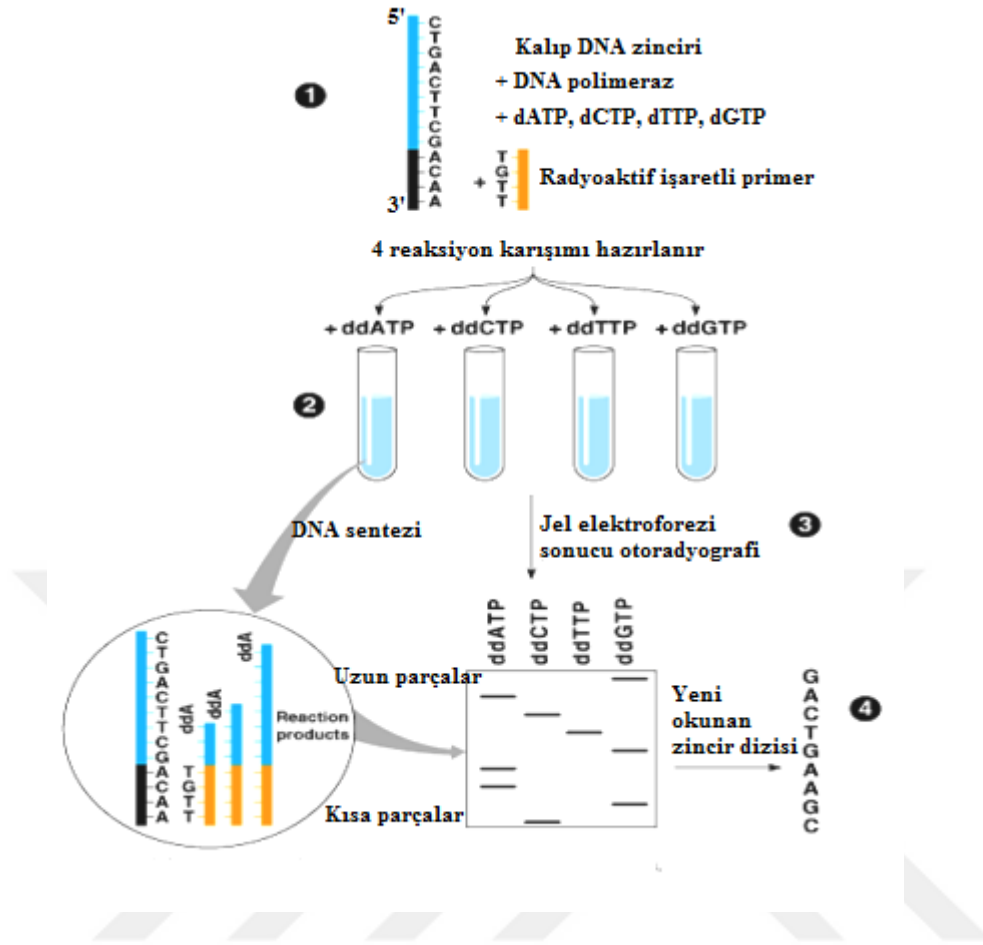 5'
C
T
G
A
C
T
T
C
G
A
C
A
A
3'
Kalıp DNA zinciri
+ DNA polimeraz
+ dATP, dCTP, dTTP, dGTP
1
+
T
G
T
T
Radyoaktif işaretli primer
4 reaksiyon karışımı hazırlanır
+ ddATP + ddCTP + ddTTP + ddGTP
2
DNA sentezi
Jel elektroforezi
sonucu otoradyografi
3
C
T
G
A
C
T
T
C
G
A
C
A
A
T
G
T
T
ddA
ddA
ddA
Reaction
products
ddATP
ddCTP
ddTTP
ddGTP
Uzun parçalar
Kısa parçalar
Yeni
okunan
zincir dizisi
G
A
C
T
G
A
A
G
C
4